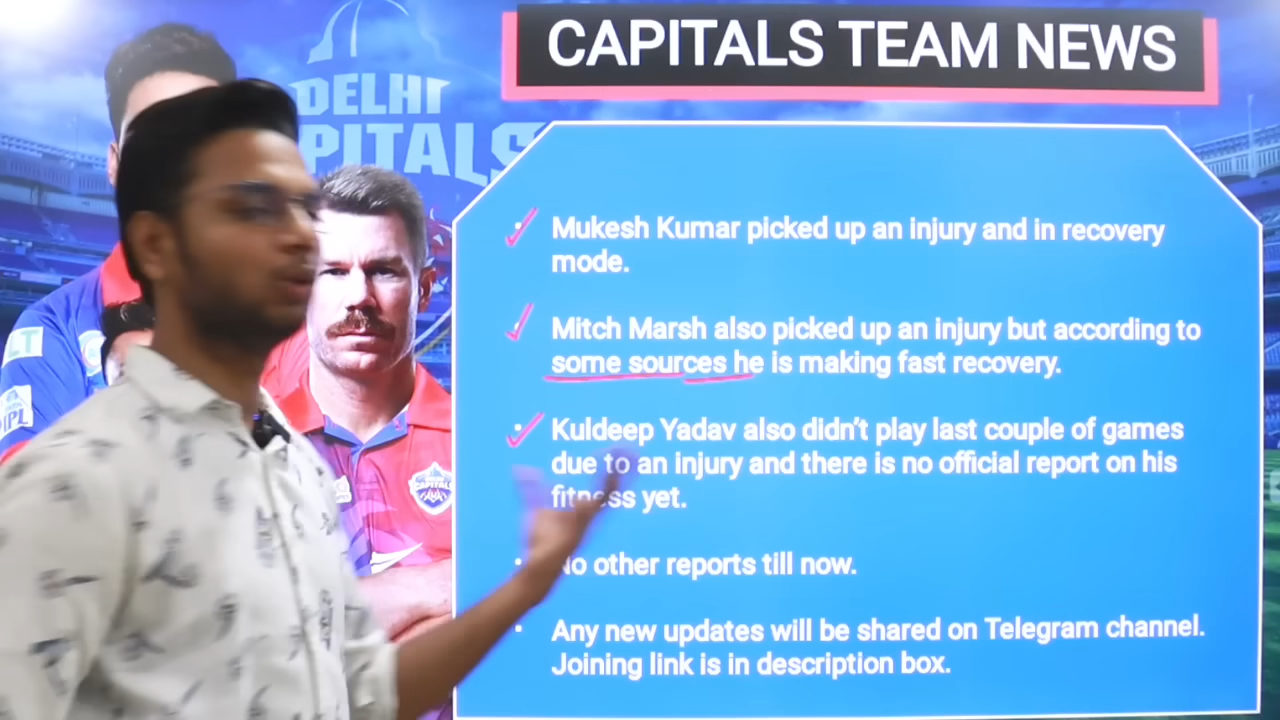 CAPITALS TEAM NEWS
DELHI
PITALS
Mukesh Kumar picked up an injury and in recovery
mode.
Mitch Marsh also picked up an injury but according to
some sources he is making fast recovery.
Kuldeep Yadav also didn't play last couple of games
due to an injury and there is no official report on his
fitness yet.
No other reports till now.
Any new updates will be shared on Telegram channel.
Joining link is in description box.
LT
IPL
CAPITALS